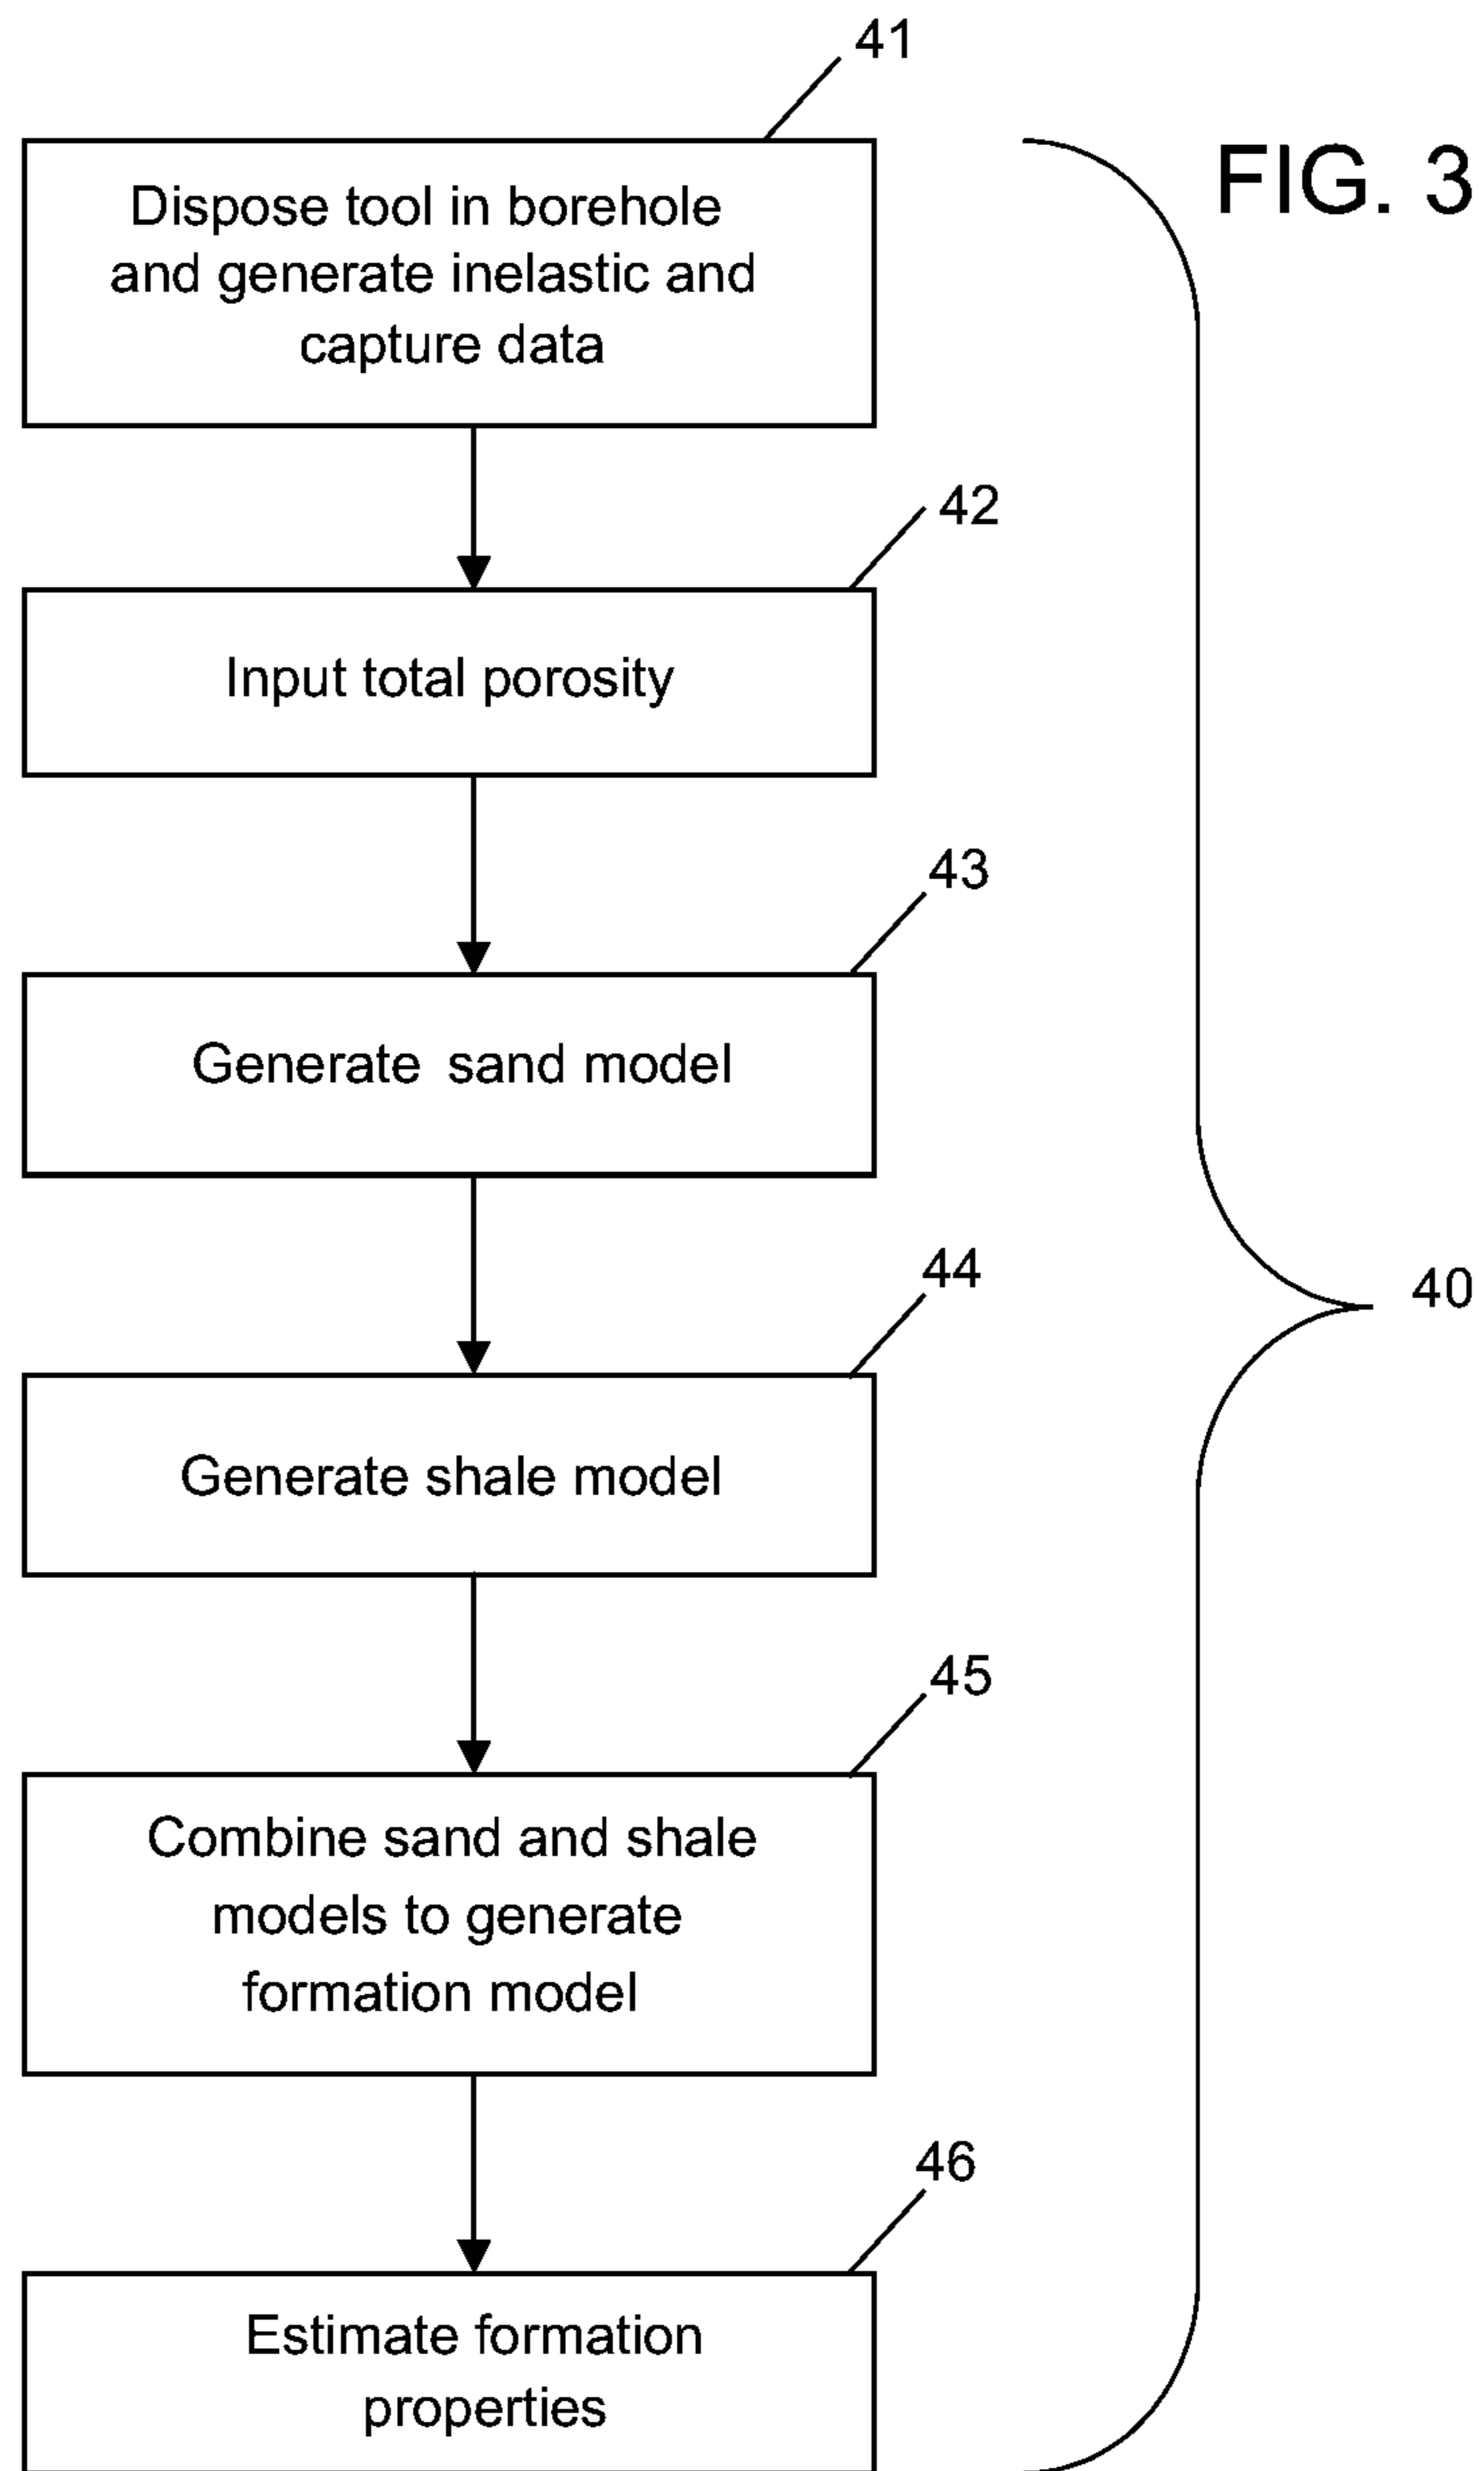 41
FIG. 3
Dispose tool in borehole
and generate inelastic and
capture data
42
Input total porosity
43
Generate sand model
44
40
Generate shale model
45
Combine sand and shale
models to generate
formation model
46
Estimate formation
properties